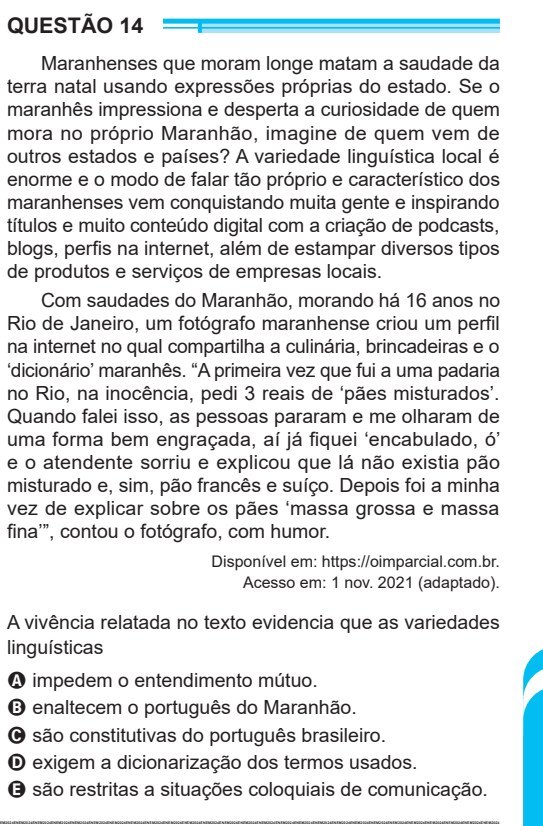 QUESTÃO 14
Maranhenses que moram longe matam a saudade da
terra natal usando expressões próprias do estado. Se o
maranhês impressiona e desperta a curiosidade de quem
mora no próprio Maranhão, imagine de quem vem de
outros estados e países? A variedade linguística local é
enorme e o modo de falar tão próprio e característico dos
maranhenses vem conquistando muita gente e inspirando
títulos e muito conteúdo digital com a criação de podcasts,
blogs, perfis na internet, além de estampar diversos tipos
de produtos e serviços de empresas locais.
Com saudades do Maranhão, morando há 16 anos no
Rio de Janeiro, um fotógrafo maranhense criou um perfil
na internet no qual compartilha a culinária, brincadeiras e o
‘dicionário’ maranhês. “A primeira vez que fui a uma padaria
no Rio, na inocência, pedi 3 reais de ‘pães misturados’.
Quando falei isso, as pessoas pararam e me olharam de
uma forma bem engraçada, aí já fiquei ‘encabulado, ó’
e o atendente sorriu e explicou que lá não existia pão
misturado e, sim, pão francês e suíço. Depois foi a minha
vez de explicar sobre os pães ‘massa grossa e massa
fina’”, contou o fotógrafo, com humor.
Disponível em: https://oimparcial.com.br.
Acesso em: 1 nov. 2021 (adaptado).
A vivência relatada no texto evidencia que as variedades
linguísticas
A impedem o entendimento mútuo.
B enaltecem o português do Maranhão.
C são constitutivas do português brasileiro.
D exigem a dicionarização dos termos usados.
E são restritas a situações coloquiais de comunicação.